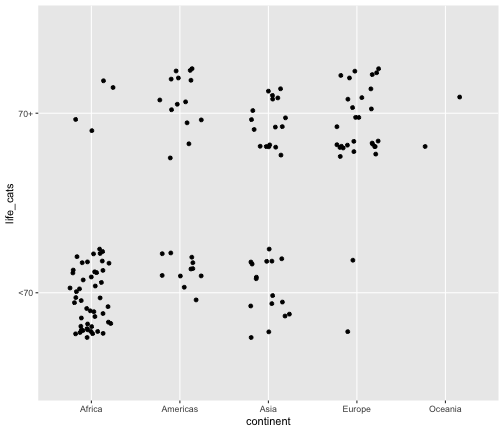 70+
life_cats
<70
Africa Americas Asia Europe Oceania
continent